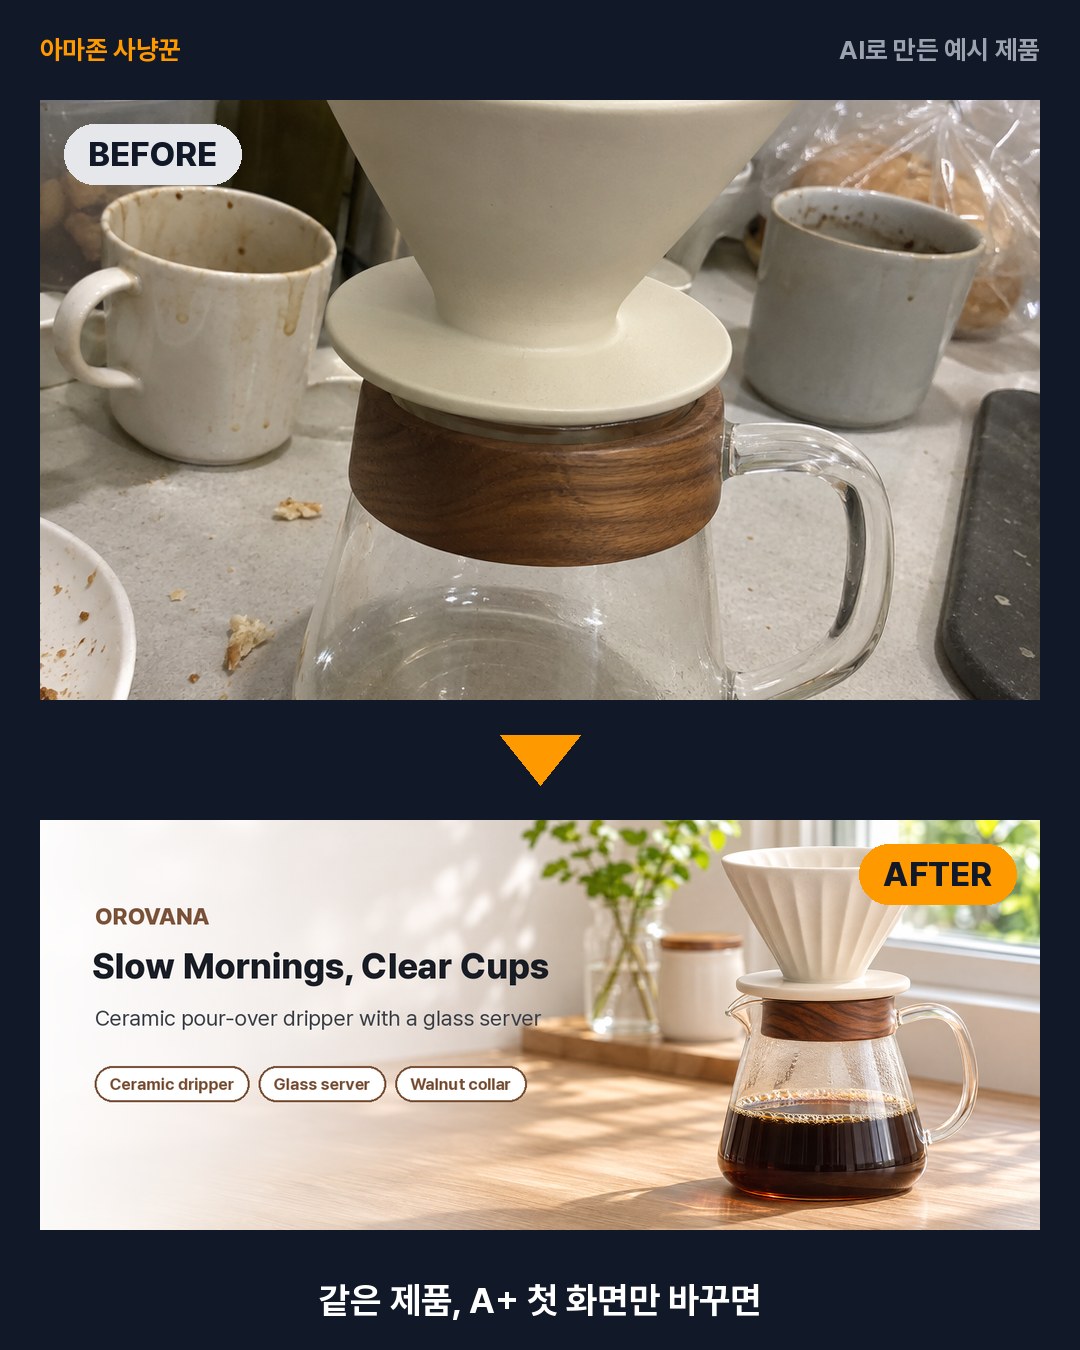 아마존 사냥꾼
AI로 만든 예시 제품
BEFORE
AFTER
OROVANA
Slow Mornings, Clear Cups
Ceramic pour-over dripper with a glass server
Ceramic dripper
Glass server
Walnut collar
같은 제품, A+ 첫 화면만 바꾸면